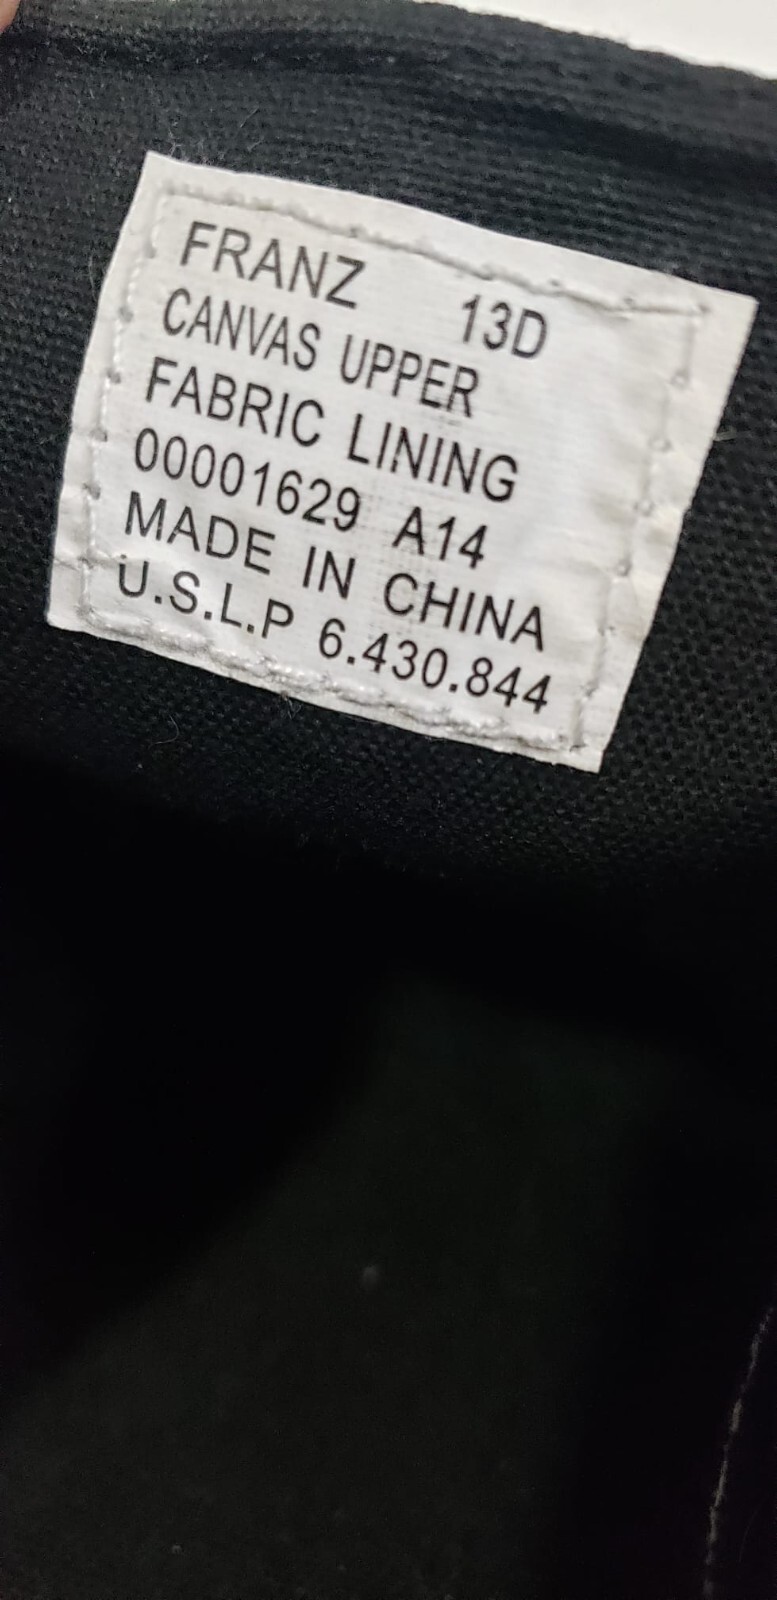 FRANZ 13D
CANVAS UPPER
FABRIC LINING
00001629 A14
MADE IN CHINA
U.S.L.P 6.430.844